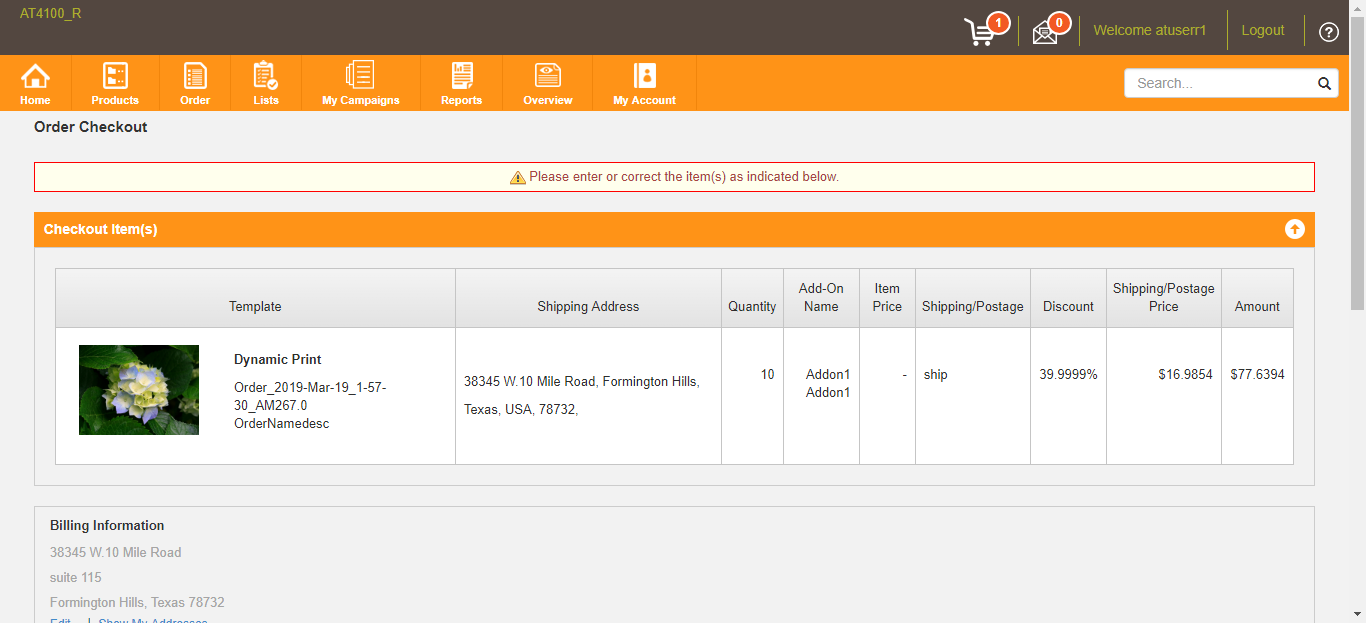 AT4100_R
1
0
Welcome atuserr1
Logout
?
Home
Products
Order
Lists
My Campaigns
Reports
Overview
My Account
Search...
Order Checkout
Please enter or correct the item(s) as indicated below.
Checkout Item(s)
Template
Shipping Address
Quantity
Add-On
Name
Item
Price
Shipping/Postage
Discount
Shipping/Postage
Price
Amount
Dynamic Print
Order_2019-Mar-19_1-57-
30_AM267.0
OrderNamedesc
38345 W.10 Mile Road, Formington Hills,
Texas, USA, 78732,
10
Addon1
Addon1
-
ship
39.9999%
$16.9854
$77.6394
Billing Information
38345 W.10 Mile Road
suite 115
Formington Hills, Texas 78732
Edit | Show My Addresses